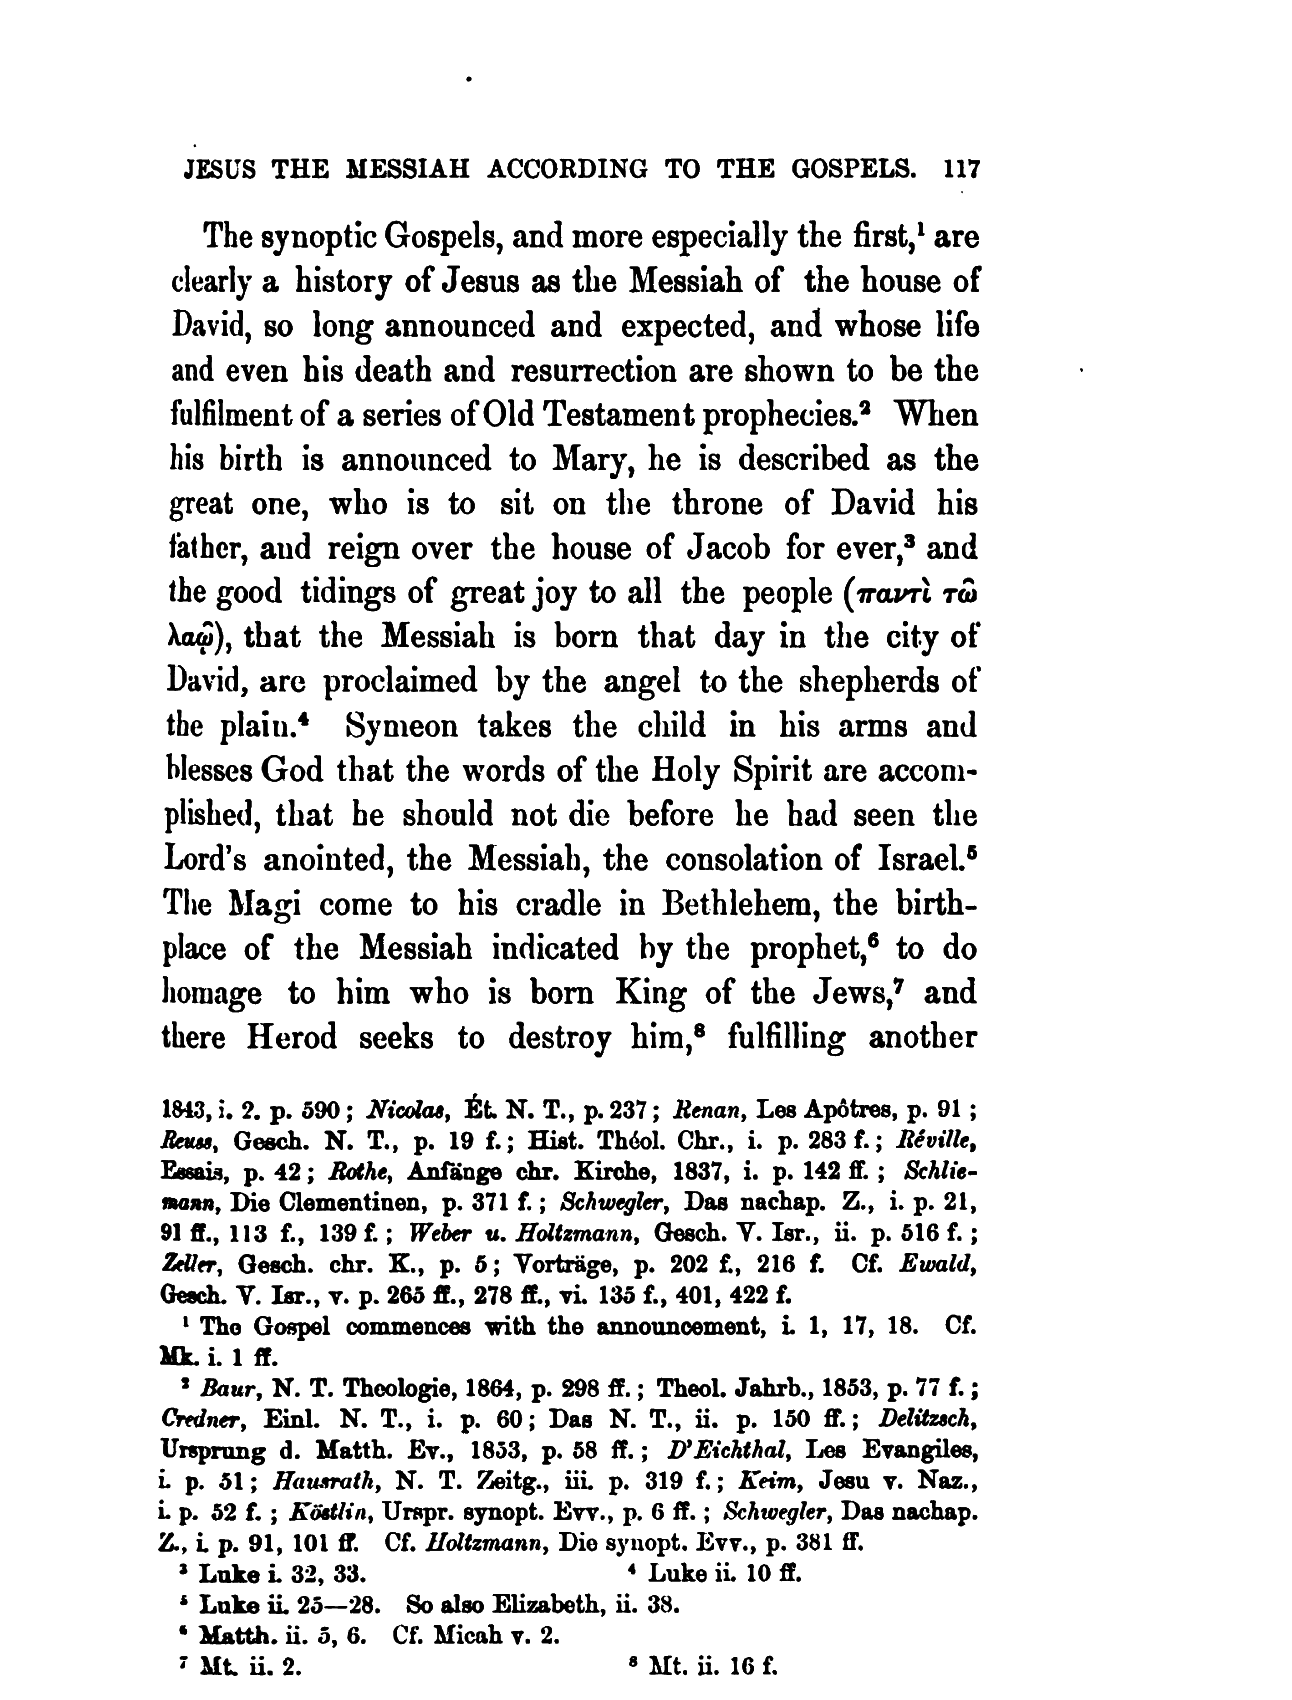 JESUS THE MESSIAH ACCORDING TO THE GOSPELS. 117
The synoptic Gospels, and more especially the first,¹ are
clearly a history of Jesus as the Messiah of the house of
David, so long announced and expected, and whose life
and even his death and resurrection are shown to be the
fulfilment of a series of Old Testament prophecies.² When
his birth is announced to Mary, he is described as the
great one, who is to sit on the throne of David his
father, and reign over the house of Jacob for ever,³ and
the good tidings of great joy to all the people (παντὶ τῶ
λαῷ), that the Messiah is born that day in the city of
David, are proclaimed by the angel to the shepherds of
the plain.⁴ Symeon takes the child in his arms and
blesses God that the words of the Holy Spirit are accom-
plished, that he should not die before he had seen the
Lord's anointed, the Messiah, the consolation of Israel.⁵
The Magi come to his cradle in Bethlehem, the birth-
place of the Messiah indicated by the prophet,⁶ to do
homage to him who is born King of the Jews,⁷ and
there Herod seeks to destroy him,⁸ fulfilling another
1843, i. 2. p. 590; Nicolas, Ét. N. T., p. 237; Renan, Les Apôtres, p. 91;
Reuss, Gesch. N. T., p. 19 f.; Hist. Théol. Chr., i. p. 283 f.; Réville,
Essais, p. 42; Rothe, Anfänge chr. Kirche, 1837, i. p. 142 ff.; Schlie-
mann, Die Clementinen, p. 371 f.; Schwegler, Das nachap. Z., i. p. 21,
91 ff., 113 f., 139 f.; Weber u. Holtzmann, Gesch. V. Isr., ii. p. 516 f.;
Zeller, Gesch. chr. K., p. 5; Vorträge, p. 202 f., 216 f. Cf. Ewald,
Gesch. V. Isr., v. p. 265 ff., 278 ff., vi. 135 f., 401, 422 f.
¹ The Gospel commences with the announcement, i. 1, 17, 18. Cf.
Mk. i. 1 ff.
² Baur, N. T. Theologie, 1864, p. 298 ff.; Theol. Jahrb., 1853, p. 77 f.;
Credner, Einl. N. T., i. p. 60; Das N. T., ii. p. 150 ff.; Delitzsch,
Ursprung d. Matth. Ev., 1853, p. 58 ff.; D'Eichthal, Les Evangiles,
i. p. 51; Hausrath, N. T. Zeitg., iii. p. 319 f.; Keim, Jesu v. Naz.,
i. p. 52 f.; Köstlin, Urspr. synopt. Evv., p. 6 ff.; Schwegler, Das nachap.
Z., i. p. 91, 101 ff. Cf. Holtzmann, Die synopt. Evv., p. 381 ff.
³ Luke i. 32, 33. ⁴ Luke ii. 10 ff.
⁵ Luke ii. 25—28. So also Elizabeth, ii. 38.
⁶ Matth. ii. 5, 6. Cf. Micah v. 2.
⁷ Mt. ii. 2. ⁸ Mt. ii. 16 f.